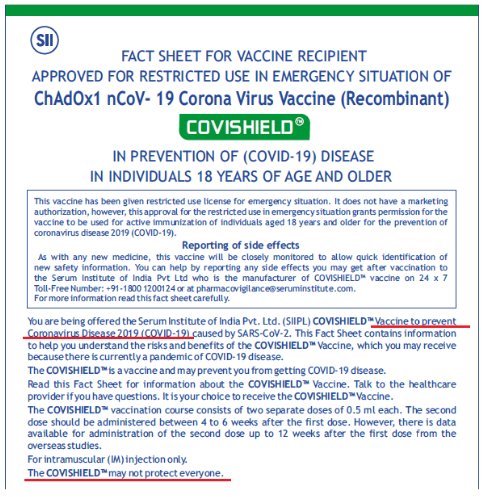 SII
FACT SHEET FOR VACCINE RECIPIENT
APPROVED FOR RESTRICTED USE IN EMERGENCY SITUATION OF
ChAdOx1 nCoV- 19 Corona Virus Vaccine (Recombinant)
COVISHIELD™
IN PREVENTION OF (COVID-19) DISEASE
IN INDIVIDUALS 18 YEARS OF AGE AND OLDER
This vaccine has been given restricted use license for emergency situation. It does not have a marketing
authorization, however, this approval for the restricted use in emergency situation grants permission for the
vaccine to be used for active immunization of individuals aged 18 years and older for the prevention of
coronavirus disease 2019 (COVID-19).
Reporting of side effects
As with any new medicine, this vaccine will be closely monitored to allow quick identification of
new safety information. You can help by reporting any side effects you may get after vaccination to
the Serum Institute of India Pvt Ltd who is the manufacturer of COVISHIELD™ vaccine on 24 x 7
Toll-Free Number: +91-1800 1200124 or at pharmacovigilance@seruminstitute.com.
For more information read this fact sheet carefully.
You are being offered the Serum Institute of India Pvt. Ltd. (SIIPL) COVISHIELD™ Vaccine to prevent
Coronavirus Disease 2019 (COVID-19) caused by SARS-CoV-2. This Fact Sheet contains information
to help you understand the risks and benefits of the COVISHIELD™ Vaccine, which you may receive
because there is currently a pandemic of COVID-19 disease.
The COVISHIELD™ is a vaccine and may prevent you from getting COVID-19 disease.
Read this Fact Sheet for information about the COVISHIELD™ Vaccine. Talk to the healthcare
provider if you have questions. It is your choice to receive the COVISHIELD™ Vaccine.
The COVISHIELD™ vaccination course consists of two separate doses of 0.5 ml each. The second
dose should be administered between 4 to 6 weeks after the first dose. However, there is data
available for administration of the second dose up to 12 weeks after the first dose from the
overseas studies.
For intramuscular (IM) injection only.
The COVISHIELD™ may not protect everyone.